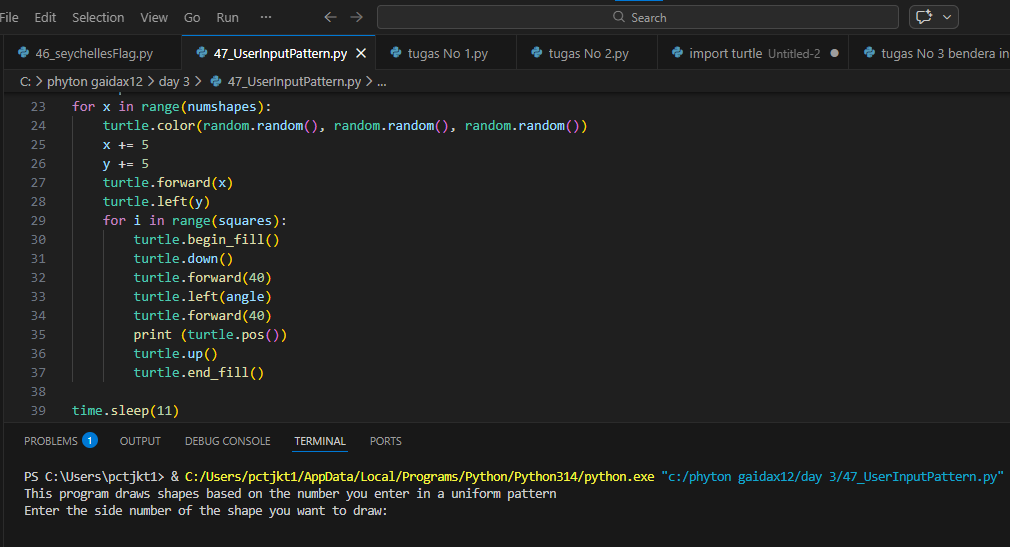 File Edit Selection View Go Run ··· Search
46_seychellesFlag.py 47_UserInputPattern.py tugas No 1.py tugas No 2.py import turtle Untitled-2 tugas No 3 bendera in
C: > phyton gaidax12 > day 3 > 47_UserInputPattern.py > ...
23 for x in range(numshapes):
24 turtle.color(random.random(), random.random(), random.random())
25 x += 5
26 y += 5
27 turtle.forward(x)
28 turtle.left(y)
29 for i in range(squares):
30 turtle.begin_fill()
31 turtle.down()
32 turtle.forward(40)
33 turtle.left(angle)
34 turtle.forward(40)
35 print (turtle.pos())
36 turtle.up()
37 turtle.end_fill()
38
39 time.sleep(11)
PROBLEMS 1 OUTPUT DEBUG CONSOLE TERMINAL PORTS
PS C:\Users\pctjkt1> & C:/Users/pctjkt1/AppData/Local/Programs/Python/Python314/python.exe "c:/phyton gaidax12/day 3/47_UserInputPattern.py"
This program draws shapes based on the number you enter in a uniform pattern
Enter the side number of the shape you want to draw: